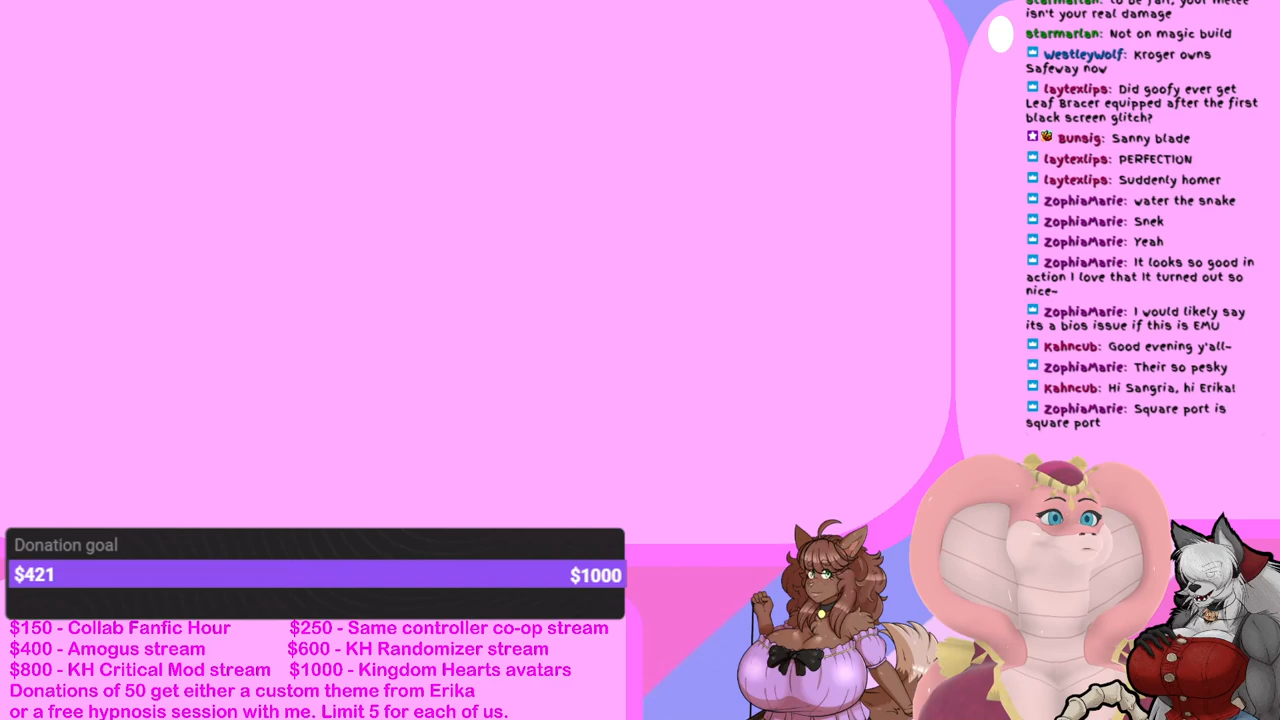 starmarlan: to be fair, your melee
isn't your real damage
starmarlan: Not on magic build
WestleyWolf: Kroger owns
Safeway now
laytexlips: Did goofy ever get
Leaf Bracer equipped after the first
black screen glitch?
Bunsig: Sanny blade
laytexlips: PERFECTION
laytexlips: Suddenly homer
ZophiaMarie: water the snake
ZophiaMarie: Snek
ZophiaMarie: Yeah
ZophiaMarie: It looks so good in
action I love that It turned out so
nice~
ZophiaMarie: I would likely say
its a bios issue if this is EMU
Kahncub: Good evening y'all~
ZophiaMarie: Their so pesky
Kahncub: Hi Sangria, hi Erika!
ZophiaMarie: Square port is
square port
Donation goal
$421 $1000
$150 - Collab Fanfic Hour $250 - Same controller co-op stream
$400 - Amogus stream $600 - KH Randomizer stream
$800 - KH Critical Mod stream $1000 - Kingdom Hearts avatars
Donations of 50 get either a custom theme from Erika
or a free hypnosis session with me. Limit 5 for each of us.